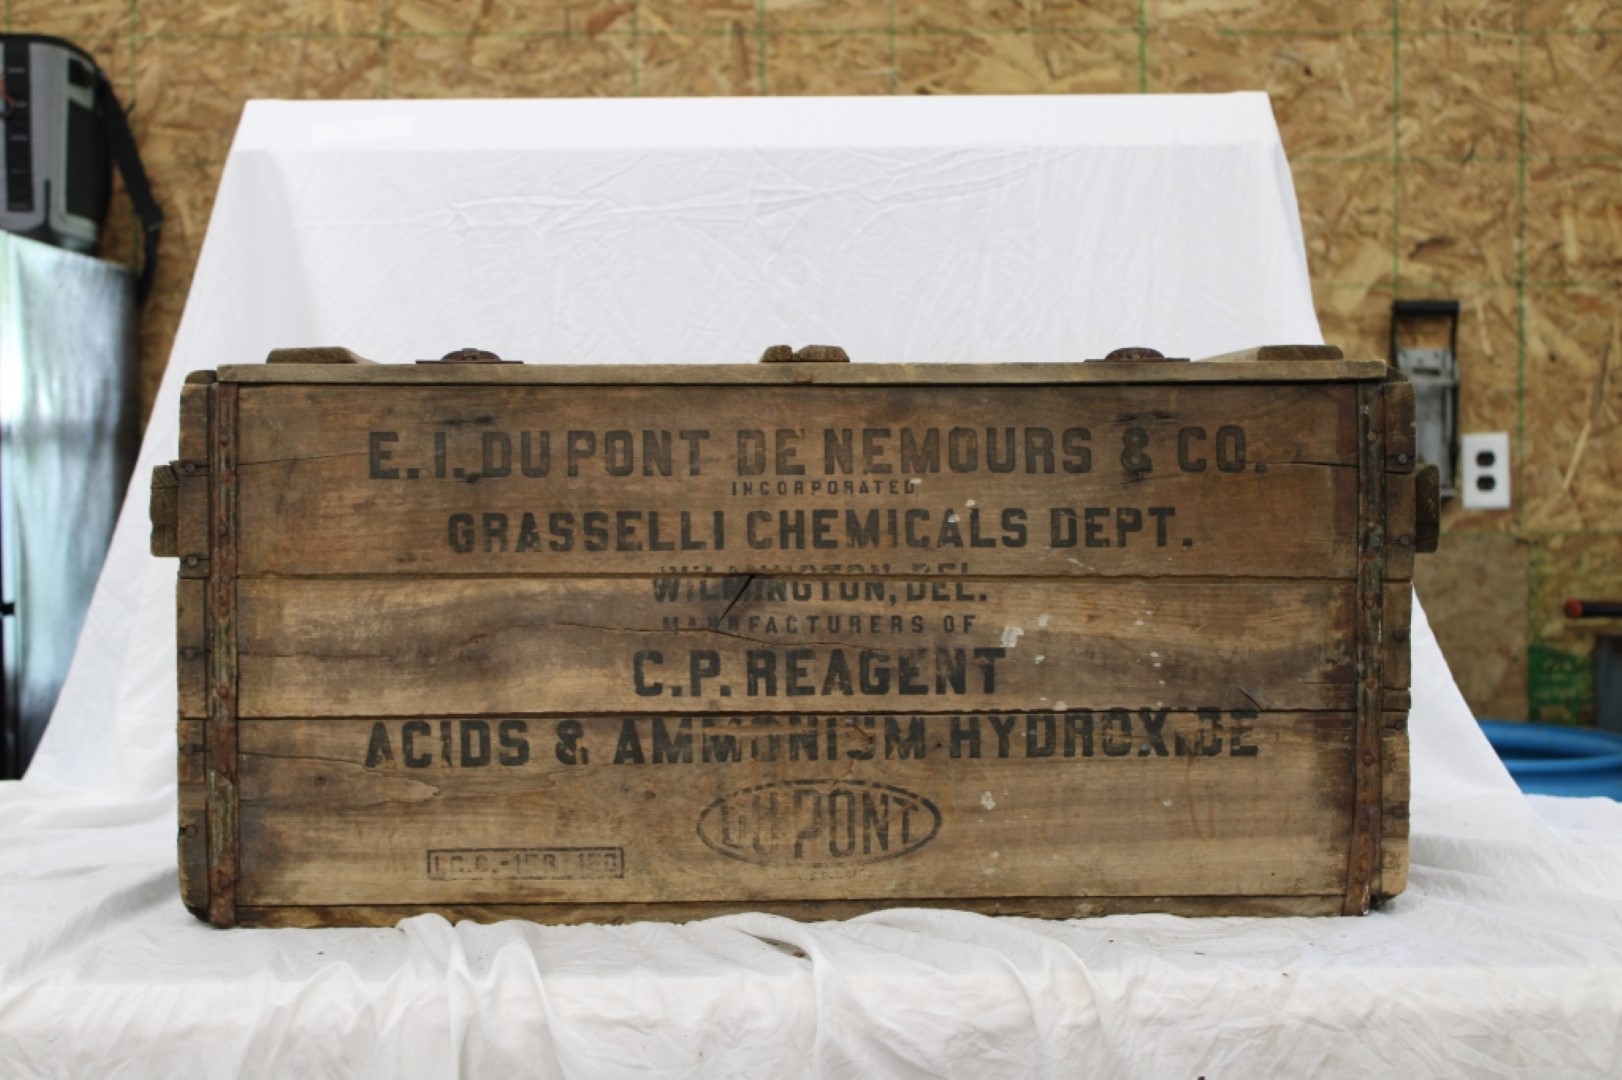 E. I. DU PONT DE NEMOURS & CO.
INCORPORATED
GRASSELLI CHEMICALS DEPT.
WILMINGTON, DEL.
MANUFACTURERS OF
C.P. REAGENT
ACIDS & AMMONIUM HYDROXIDE
DU PONT